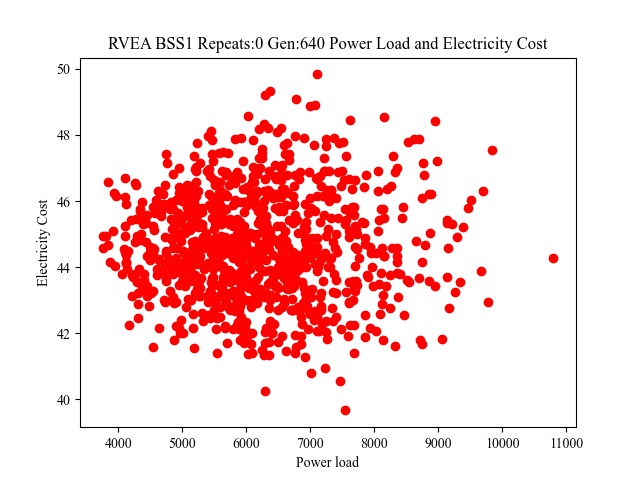 RVEA BSS1 Repeats:0 Gen:640 Power Load and Electricity Cost
50
48
46
44
42
40
Electricity Cost
4000 5000 6000 7000 8000 9000 10000 11000
Power load